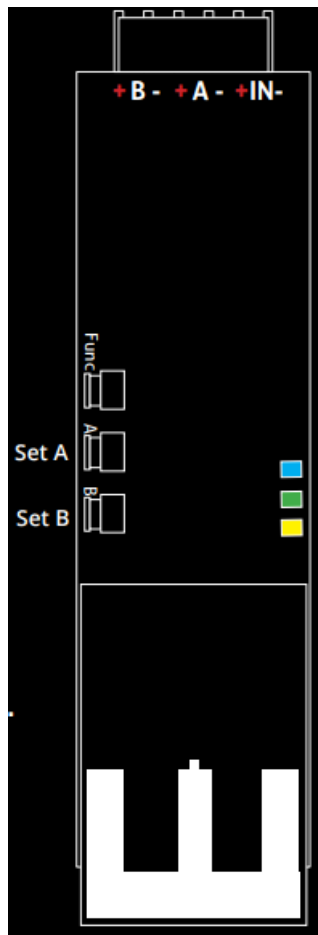 + B - + A - +IN-
Func
A
Set A
B
Set B